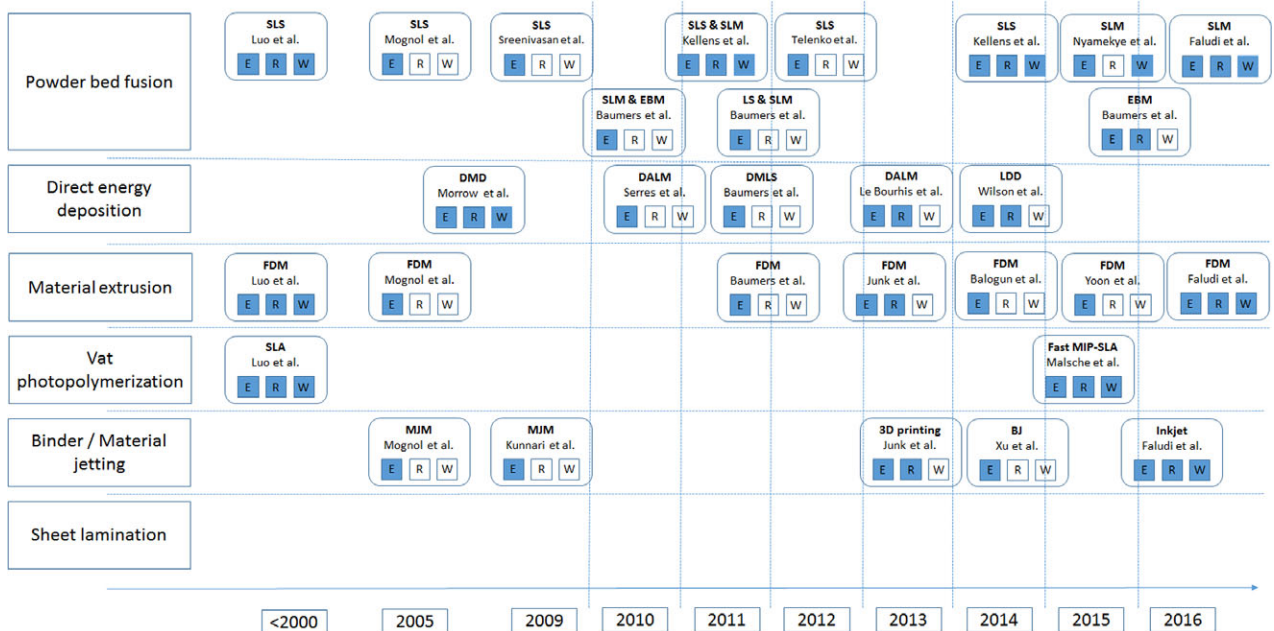 SLS
Luo et al.
E R W
SLS
Mognol et al.
E R W
SLS
Sreenivasan et al.
E R W
SLS & SLM
Kellens et al.
E R W
SLS
Telenko et al.
E R W
SLS
Kellens et al.
E R W
SLM
Nyamekye et al.
E R W
SLM
Faludi et al.
E R W
Powder bed fusion
SLM & EBM
Baumers et al.
E R W
LS & SLM
Baumers et al.
E R W
EBM
Baumers et al.
E R W
Direct energy
deposition
DMD
Morrow et al.
E R W
DALM
Serres et al.
E R W
DMLS
Baumers et al.
E R W
DALM
Le Bourhis et al.
E R W
LDD
Wilson et al.
E R W
Material extrusion
FDM
Luo et al.
E R W
FDM
Mognol et al.
E R W
FDM
Baumers et al.
E R W
FDM
Junk et al.
E R W
FDM
Balogun et al.
E R W
FDM
Yoon et al.
E R W
FDM
Faludi et al.
E R W
Vat
photopolymerization
SLA
Luo et al.
E R W
Fast MIP-SLA
Malsche et al.
E R W
Binder / Material
jetting
MJM
Mognol et al.
E R W
MJM
Kunnari et al.
E R W
3D printing
Junk et al.
E R W
BJ
Xu et al.
E R W
Inkjet
Faludi et al.
E R W
Sheet lamination
<2000
2005
2009
2010
2011
2012
2013
2014
2015
2016